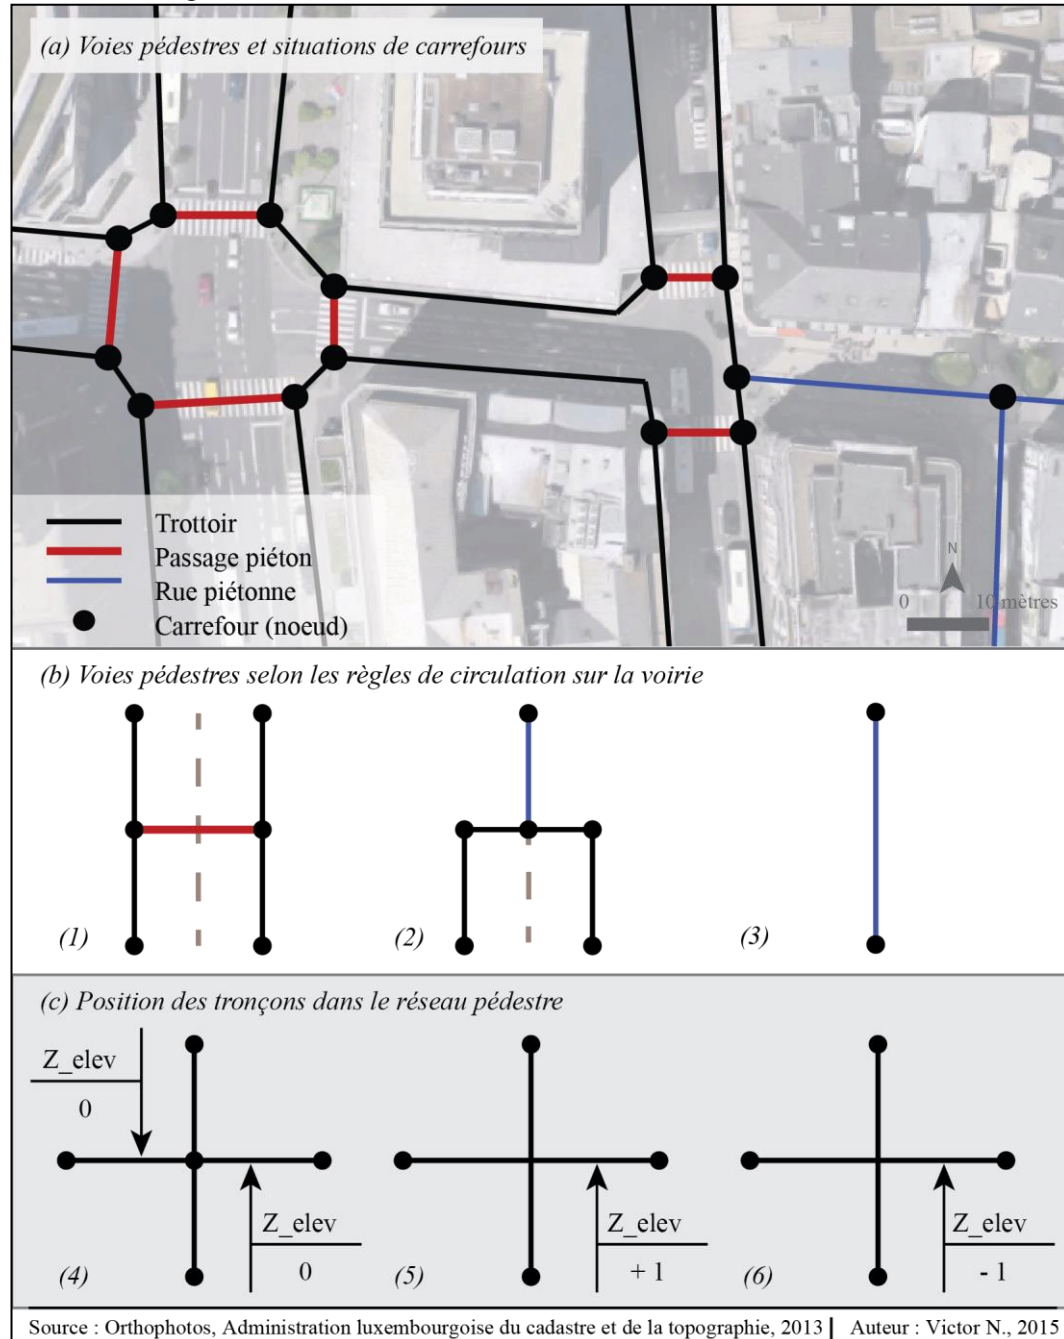 (a) Voies pédestres et situations de carrefours
Trottoir
Passage piéton
Rue piétonne
Carrefour (noeud)
N
0 10 mètres
(b) Voies pédestres selon les règles de circulation sur la voirie
(1)
(2)
(3)
(c) Position des tronçons dans le réseau pédestre
Z_elev
0
Z_elev
0
(4)
Z_elev
+ 1
(5)
Z_elev
- 1
(6)
Source : Orthophotos, Administration luxembourgoise du cadastre et de la topographie, 2013 | Auteur : Victor N., 2015